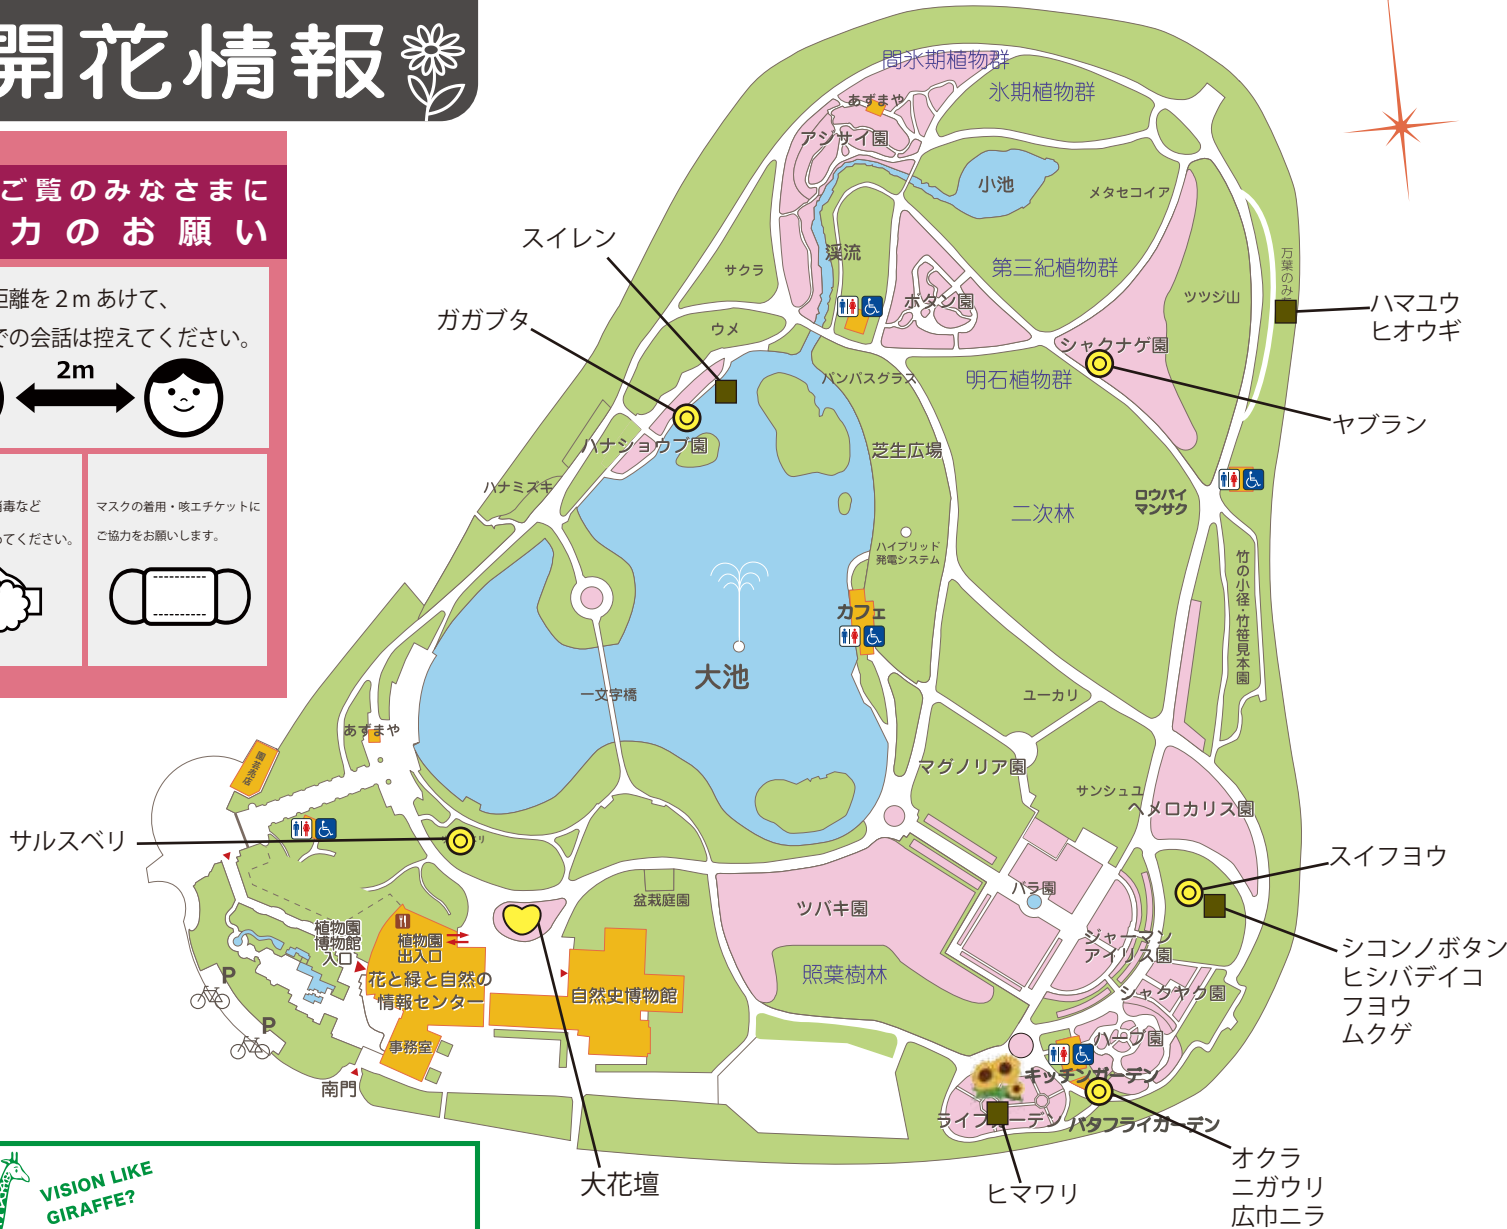 開花情報
ご覧のみなさまに
力のお願い
距離を2mあけて、
での会話は控えてください。
2m
消毒など
めてください。
マスクの着用・咳エチケットに
ご協力をお願いします。
間氷期植物群
氷期植物群
あずまや
アジサイ園
小池
メタセコイア
スイレン
渓流
サクラ
第三紀植物群
万葉のみち
ツツジ山
ボタン園
ハマユウ
ヒオウギ
ガガブタ
ウメ
シャクナゲ園
パンパスグラス
明石植物群
ヤブラン
ハナショウブ園
芝生広場
ハナミズキ
ロウバイ
マンサク
二次林
ハイブリッド
発電システム
竹の小径・竹笹見本園
カフェ
大池
一文字橋
ユーカリ
あずまや
園芸売店
マグノリア園
サンシュユ
ヘメロカリス園
サルスベリ
リ
スイフヨウ
バラ園
盆栽庭園
ツバキ園
植物園
博物館
入口
植物園
出入口
ジャーマン
アイリス園
シコンノボタン
ヒシバデイコ
フヨウ
ムクゲ
照葉樹林
花と緑と自然の
情報センター
自然史博物館
シャクヤク園
P
P
事務室
ハーブ園
キッチンガーデン
南門
ライフガーデン
バタフライガーデン
オクラ
ニガウリ
広巾ニラ
大花壇
ヒマワリ
VISION LIKE
GIRAFFE?